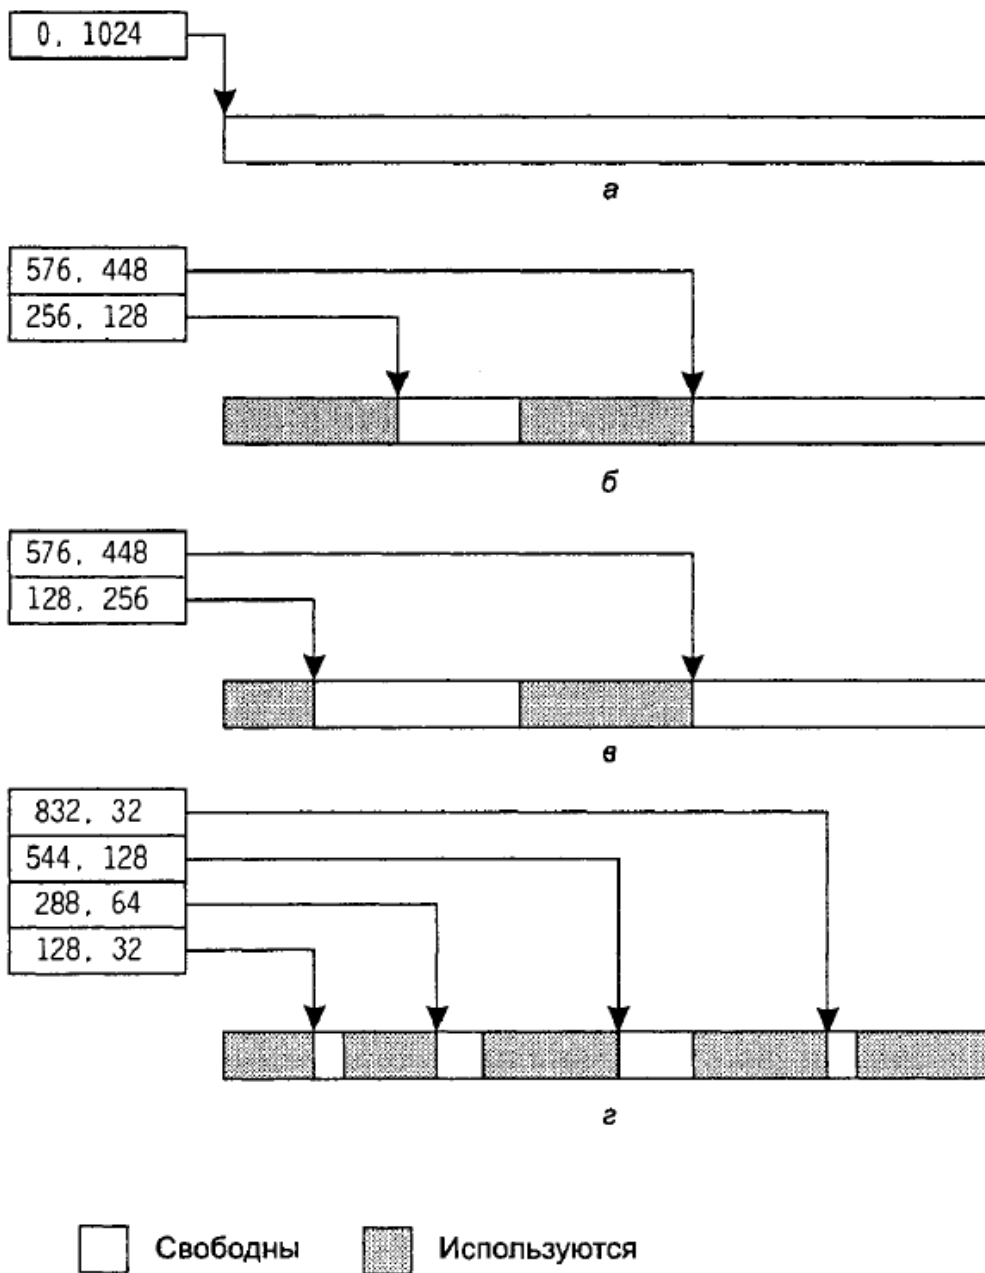 0, 1024
а
576, 448
256, 128
б
576, 448
128, 256
в
832, 32
544, 128
288, 64
128, 32
г
Свободны
Используются